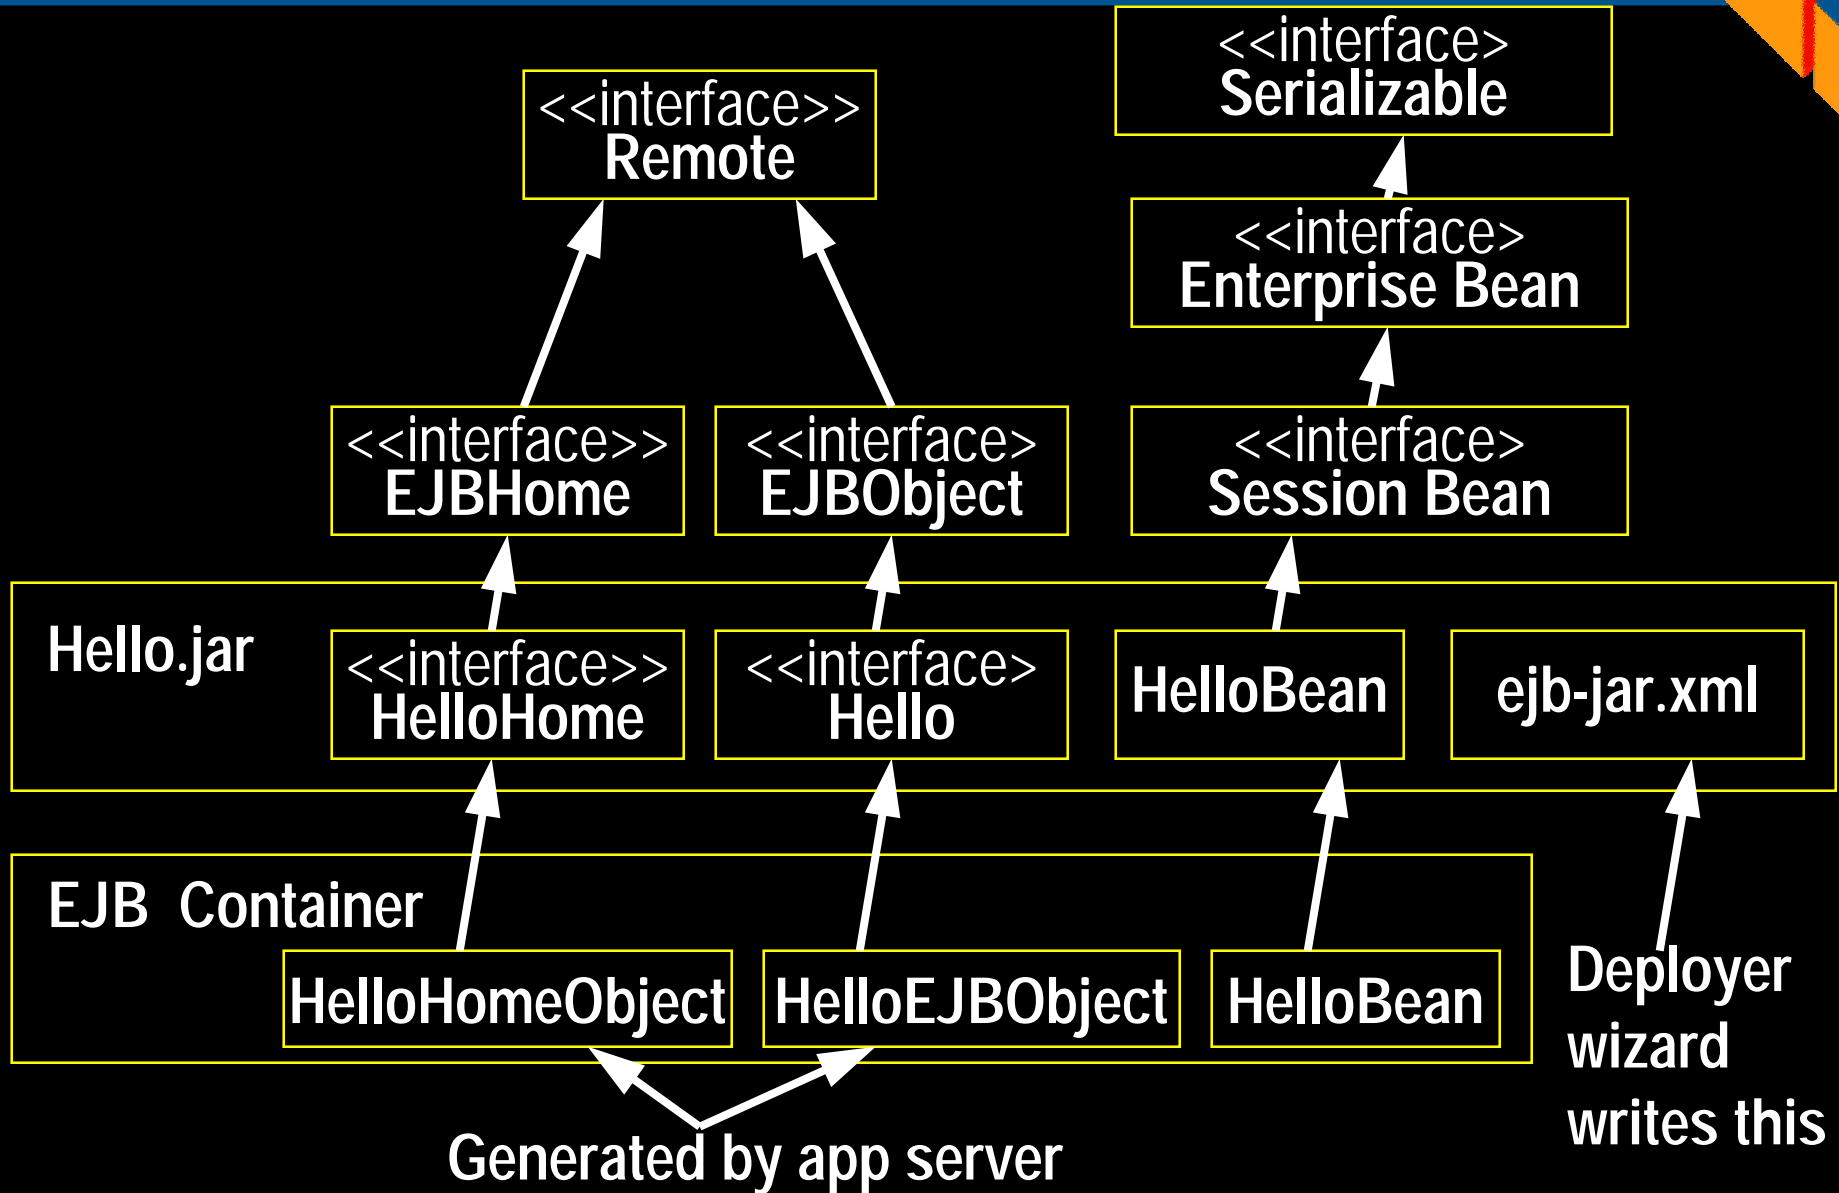 <<interface>
Serializable
<<interface>>
Remote
<<interface>
Enterprise Bean
<<interface>>
EJBHome
<<interface>
EJBObject
<<interface>
Session Bean
Hello.jar
<<interface>>
HelloHome
<<interface>
Hello
HelloBean
ejb-jar.xml
EJB Container
HelloHomeObject
HelloEJBObject
HelloBean
Deployer
wizard
writes this
Generated by app server